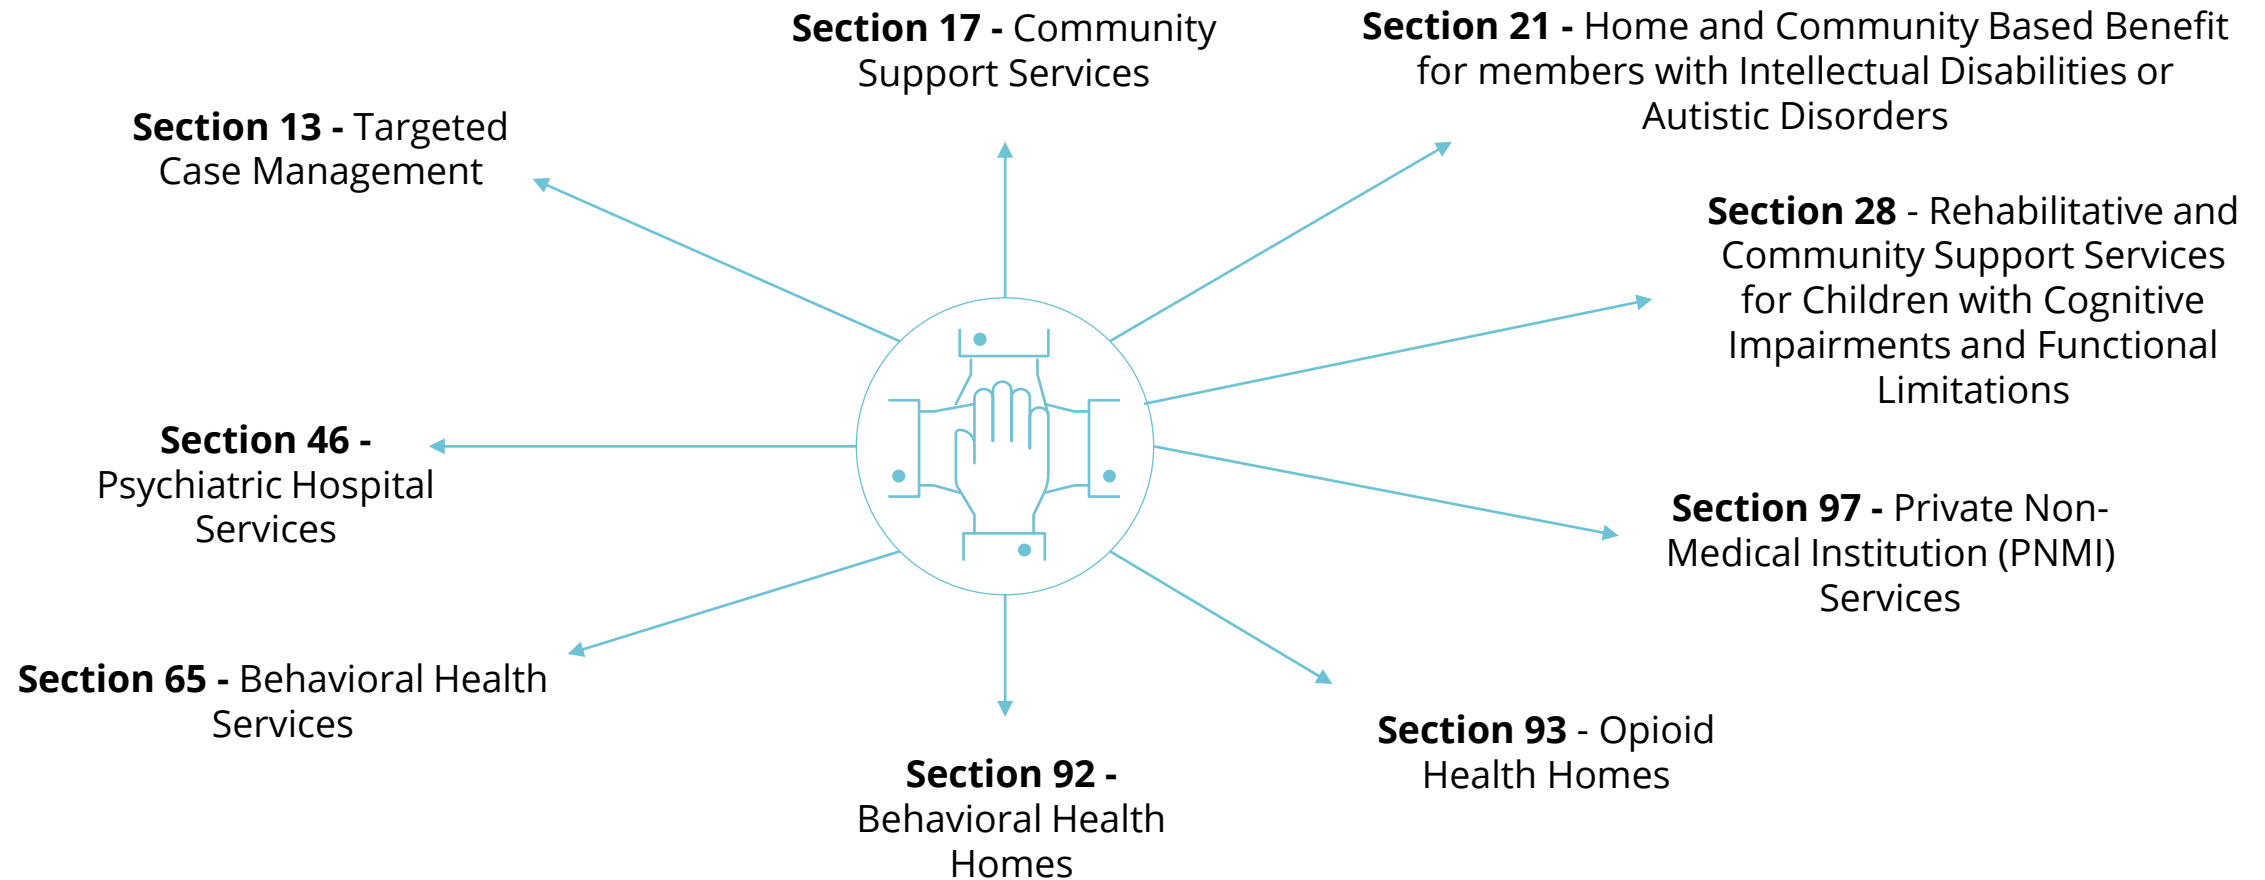 Section 17 - Community
Support Services
Section 21 - Home and Community Based Benefit
for members with Intellectual Disabilities or
Autistic Disorders
Section 13 - Targeted
Case Management
Section 28 - Rehabilitative and
Community Support Services
for Children with Cognitive
Impairments and Functional
Limitations
Section 46 -
Psychiatric Hospital
Services
Section 97 - Private Non-
Medical Institution (PNMI)
Services
Section 65 - Behavioral Health
Services
Section 93 - Opioid
Health Homes
Section 92 -
Behavioral Health
Homes